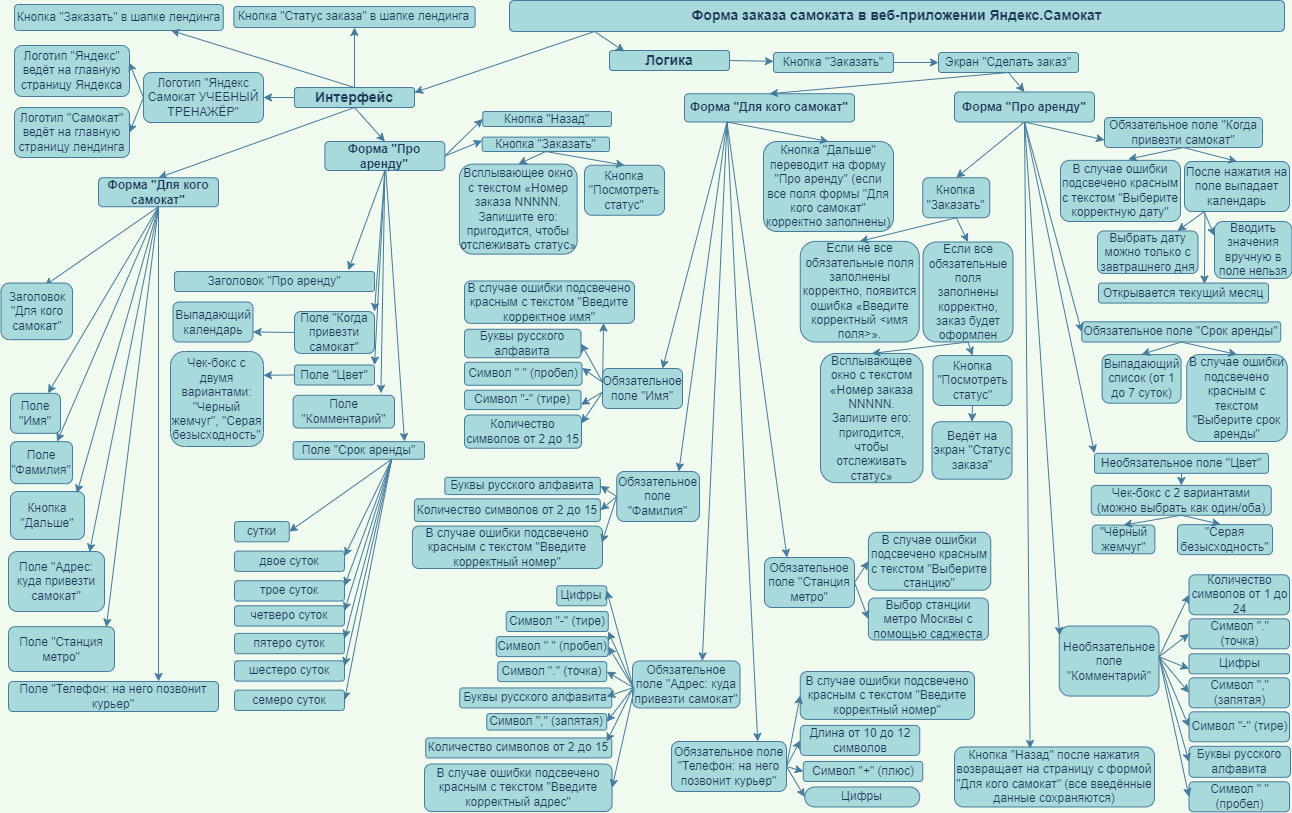 Форма заказа самоката в веб-приложении Яндекс.Самокат
Кнопка "Заказать" в шапке лендинга
Кнопка "Статус заказа" в шапке лендинга
Логотип "Яндекс"
ведёт на главную
страницу Яндекса
Логотип "Самокат"
ведёт на главную
страницу лендинга
Логотип "Яндекс
Самокат УЧЕБНЫЙ
ТРЕНАЖЁР"
Интерфейс
Форма "Для кого
самокат"
Заголовок
"Для кого
самокат"
Поле
"Имя"
Поле
"Фамилия"
Кнопка
"Дальше"
Поле "Адрес:
куда привезти
самокат"
Поле "Станция
метро"
Поле "Телефон: на него позвонит
курьер"
Форма "Про
аренду"
Кнопка "Назад"
Кнопка "Заказать"
Всплывающее окно
с текстом «Номер
заказа NNNNN.
Запишите его:
пригодится, чтобы
отслеживать статус»
Кнопка
"Посмотреть
статус"
Заголовок "Про аренду"
Поле "Когда
привезти
самокат"
Выпадающий
календарь
Поле "Цвет"
Чек-бокс с
двумя
вариантами:
"Черный
жемчуг", "Серая
безысходность"
Поле
"Комментарий"
Поле "Срок аренды"
сутки
двое суток
трое суток
четверо суток
пятеро суток
шестеро суток
семеро суток
Логика
Кнопка "Заказать"
Экран "Сделать заказ"
Форма "Для кого самокат"
Кнопка "Дальше"
переводит на форму
"Про аренду" (если
все поля формы "Для
кого самокат"
корректно заполнены)
В случае ошибки подсвечено
красным с текстом "Введите
корректное имя"
Буквы русского
алфавита
Символ " " (пробел)
Символ "-" (тире)
Количество
символов от 2 до 15
Обязательное
поле "Имя"
Обязательное
поле
"Фамилия"
Буквы русского алфавита
Количество символов от 2 до 15
В случае ошибки подсвечено
красным с текстом "Введите
корректный номер"
Обязательное
поле "Станция
метро"
В случае ошибки
подсвечено красным
с текстом "Выберите
станцию"
Выбор станции
метро Москвы с
помощью саджеста
Обязательное
поле "Адрес: куда
привезти самокат"
Цифры
Символ "-" (тире)
Символ " " (пробел)
Символ "." (точка)
Буквы русского алфавита
Символ "," (запятая)
Количество символов от 2 до 15
В случае ошибки подсвечено
красным с текстом "Введите
корректный адрес"
Обязательное поле
"Телефон: на него
позвонит курьер"
В случае ошибки подсвечено
красным с текстом "Введите
корректный номер"
Длина от 10 до 12
символов
Символ "+" (плюс)
Цифры
Форма "Про аренду"
Кнопка
"Заказать"
Если не все
обязательные поля
заполнены
корректно, появится
ошибка «Введите
корректный <имя
поля>».
Если все
обязательные
поля
заполнены
корректно,
заказ будет
оформлен
Всплывающее
окно с текстом
«Номер заказа
NNNNN.
Запишите его:
пригодится,
чтобы
отслеживать
статус»
Кнопка
"Посмотреть
статус"
Ведёт на
экран "Статус
заказа"
Обязательное поле "Когда
привезти самокат"
В случае ошибки
подсвечено красным
с текстом "Выберите
корректную дату"
После нажатия на
поле выпадает
календарь
Выбрать дату
можно только с
завтрашнего дня
Вводить
значения
вручную в
поле нельзя
Открывается текущий месяц
Обязательное поле "Срок аренды"
Выпадающий
список (от 1
до 7 суток)
В случае ошибки
подсвечено
красным с
текстом
"Выберите срок
аренды"
Необязательное поле "Цвет"
Чек-бокс с 2 вариантами
(можно выбрать как один/оба)
"Чёрный
жемчуг"
"Серая
безысходность"
Необязательное
поле
"Комментарий"
Количество
символов от 1 до
24
Символ "."
(точка)
Цифры
Символ ","
(запятая)
Символ "-" (тире)
Буквы русского
алфавита
Символ " "
(пробел)
Кнопка "Назад" после нажатия
возвращает на страницу с формой
"Для кого самокат" (все введённые
данные сохраняются)